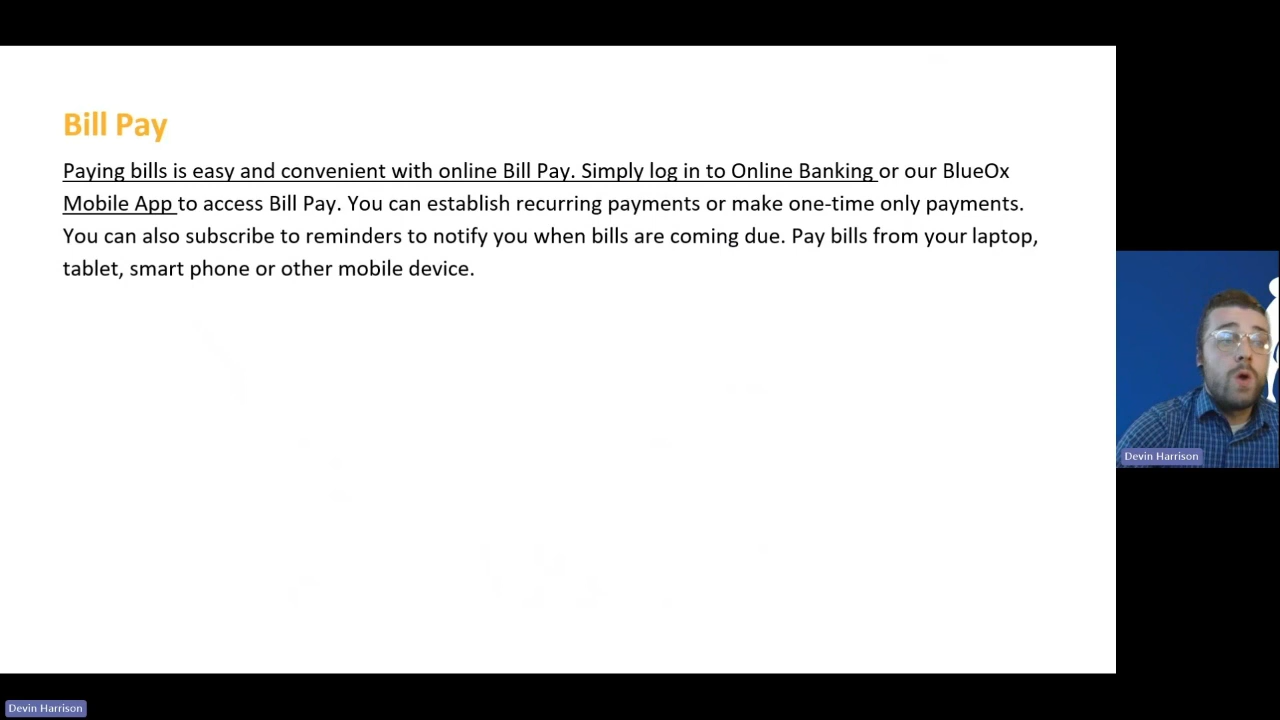 Bill Pay
Paying bills is easy and convenient with online Bill Pay. Simply log in to Online Banking or our BlueOx
Mobile App to access Bill Pay. You can establish recurring payments or make one-time only payments.
You can also subscribe to reminders to notify you when bills are coming due. Pay bills from your laptop,
tablet, smart phone or other mobile device.
Devin Harrison
Devin Harrison